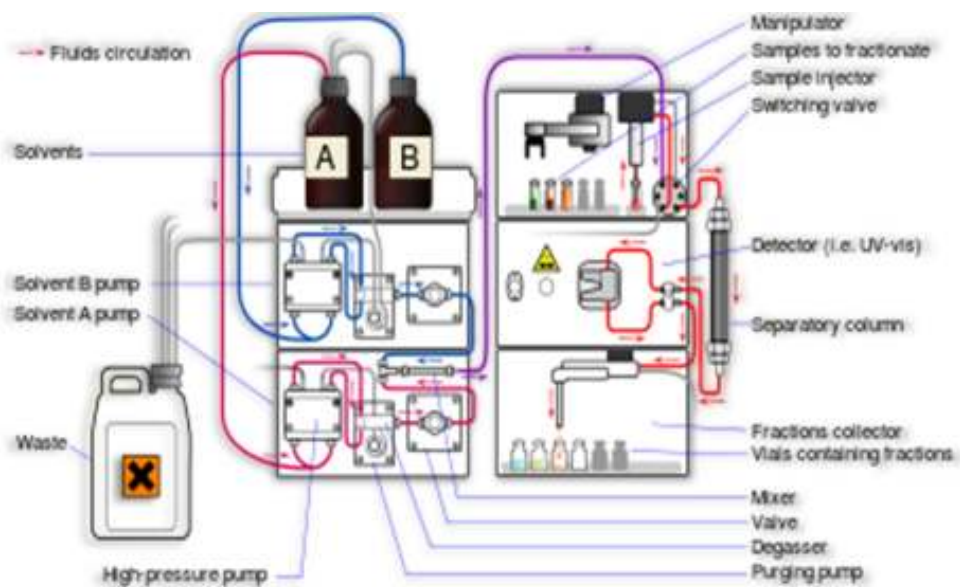 Fluids circulation
Manipulator
Samples to fractionate
Sample injector
Switching valve
A
B
Solvents
Detector (i.e. UV-vis)
Solvent B pump
Solvent A pump
Separatory column
Waste
Fractions collector
Vials containing fractions
Mixer
Valve
Degasser
Purging pump
High-pressure pump